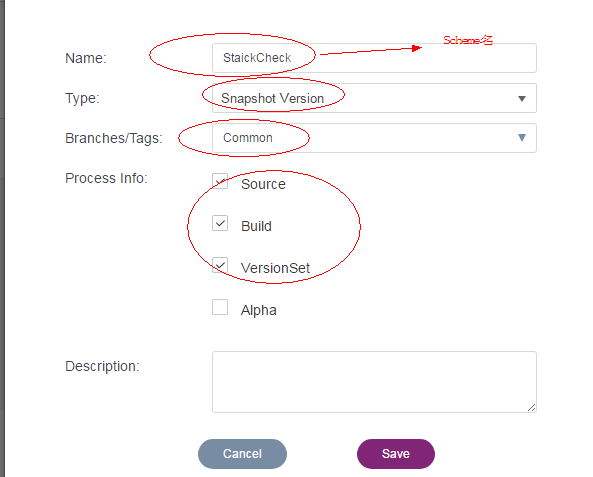 Scheme名
Name: StaickCheck
Type: Snapshot Version
Branches/Tags: Common
Process Info: Source
Build
VersionSet
Alpha
Description:
Cancel Save